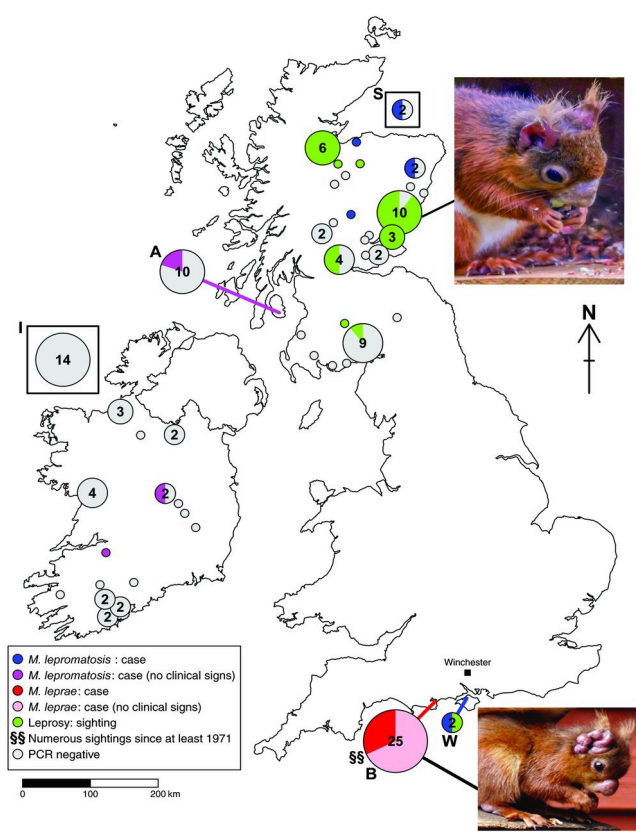 S
2
6
2
10
2
3
A
10
4
2
N
I
14
9
3
2
4
2
2
2
2
M. lepromatosis : case
M. lepromatosis: case (no clinical signs)
M. leprae: case
M. leprae: case (no clinical signs)
Leprosy: sighting
§§ Numerous sightings since at least 1971
PCR negative
0 100 200 km
Winchester
2
W
25
§§
B